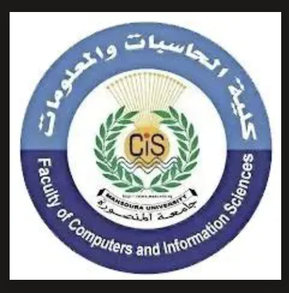 كلية الحاسبات والمعلومات
CiS
MANSOURA UNIVERSITY
جامعة المنصورة
Faculty of Computers and Information Sciences